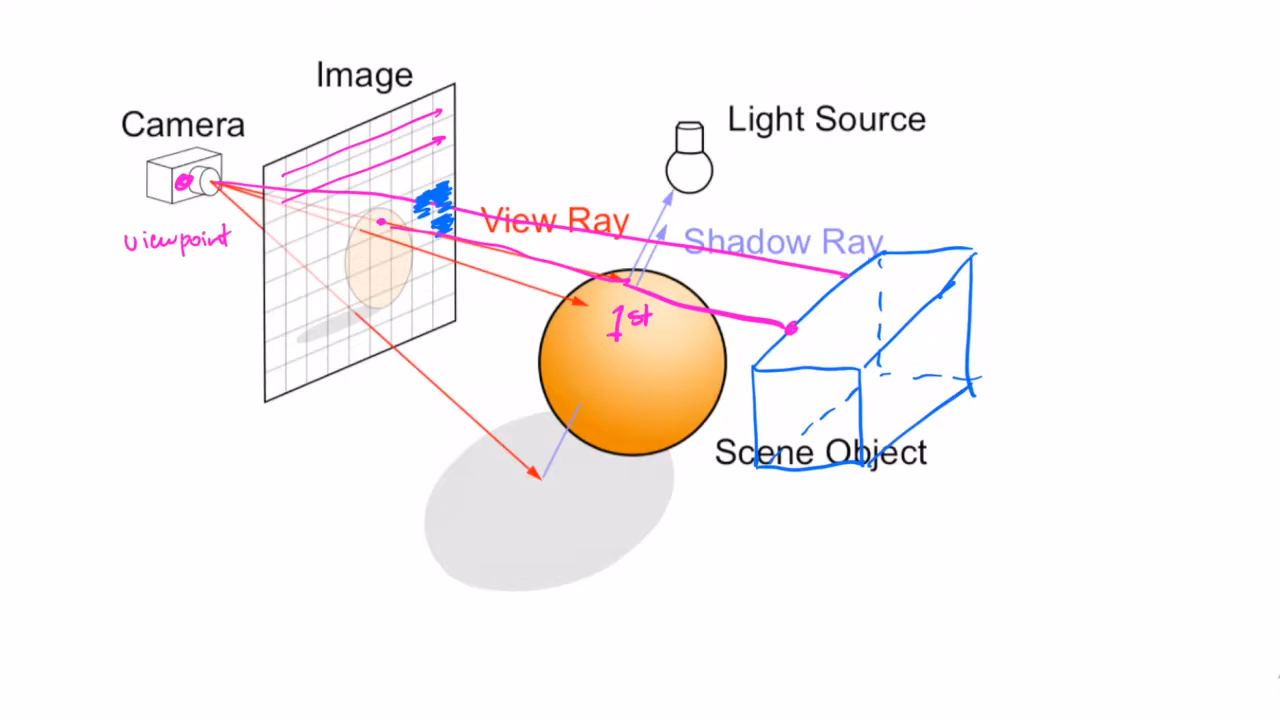 Image
Camera
Light Source
viewpoint
View Ray
Shadow Ray
1st
Scene Object